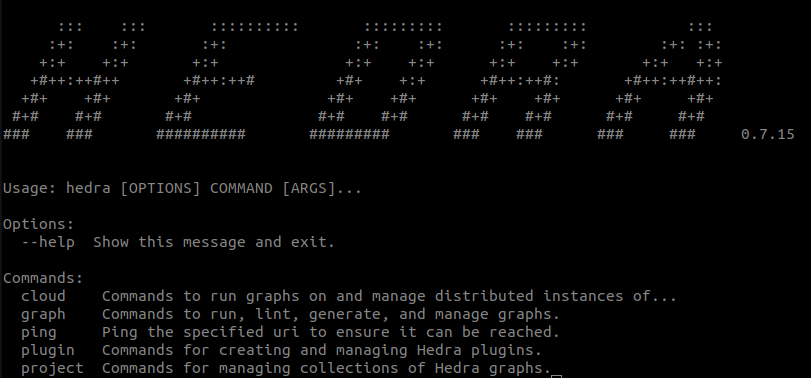 HEDRA
0.7.15
Usage: hedra [OPTIONS] COMMAND [ARGS]...
Options:
--help  Show this message and exit.
Commands:
cloud    Commands to run graphs on and manage distributed instances of...
graph    Commands to run, lint, generate, and manage graphs.
ping     Ping the specified uri to ensure it can be reached.
plugin   Commands for creating and managing Hedra plugins.
project  Commands for managing collections of Hedra graphs.